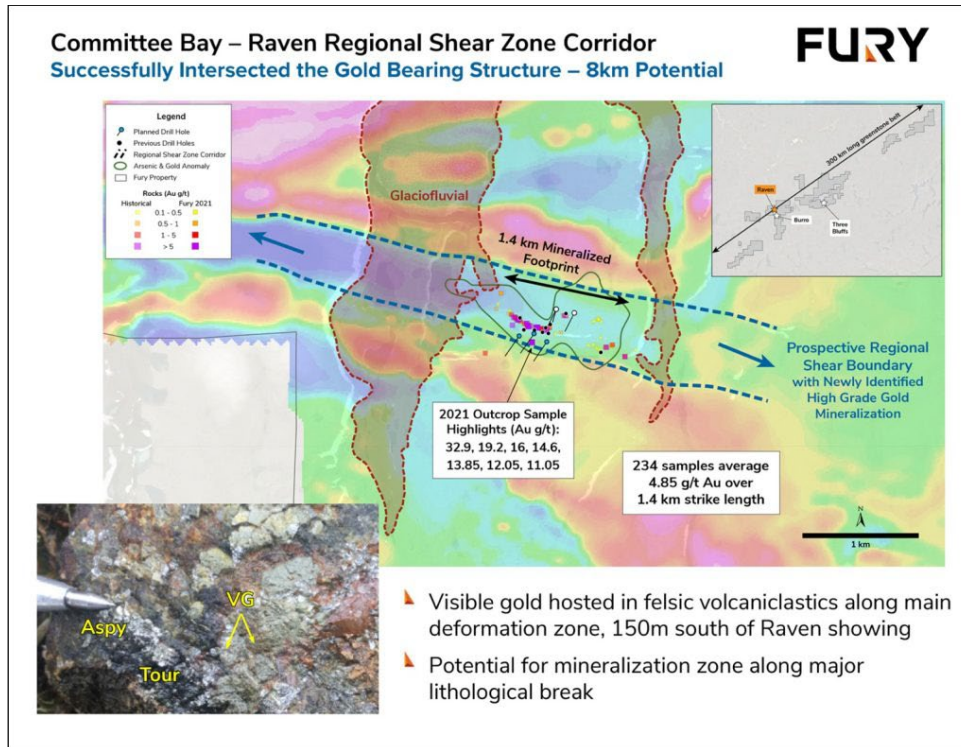 Committee Bay – Raven Regional Shear Zone Corridor
FURY
Successfully Intersected the Gold Bearing Structure – 8km Potential
Legend
Planned Drill Hole
Previous Drill Holes
Regional Shear Zone Corridor
Arsenic & Gold Anomaly
Fury Property
Rocks (Au g/t)
Historical Fury 2021
0.1 - 0.5
0.5 - 1
1 - 5
> 5
Glaciofluvial
1.4 km Mineralized
Footprint
300 km long greenstone belt
Raven
Burro
Three
Bluffs
Prospective Regional
Shear Boundary
with Newly Identified
High Grade Gold
Mineralization
2021 Outcrop Sample
Highlights (Au g/t):
32.9, 19.2, 16, 14.6,
13.85, 12.05, 11.05
234 samples average
4.85 g/t Au over
1.4 km strike length
N
1 km
VG
Aspy
Tour
Visible gold hosted in felsic volcaniclastics along main
deformation zone, 150m south of Raven showing
Potential for mineralization zone along major
lithological break